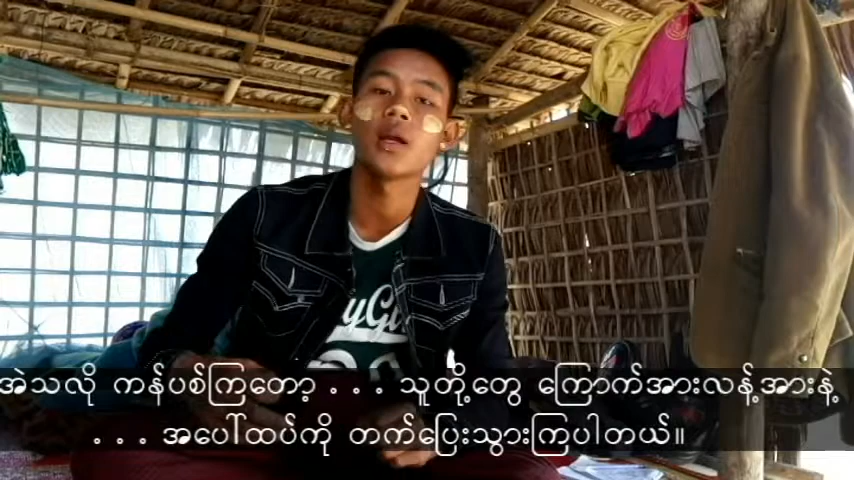 အဲသလို ကန်ပစ်ကြတော့ . . . သူတို့တွေ ကြောက်အားလန့်အားနဲ့
. . . အပေါ်ထပ်ကို တက်ပြေးသွားကြပါတယ်။